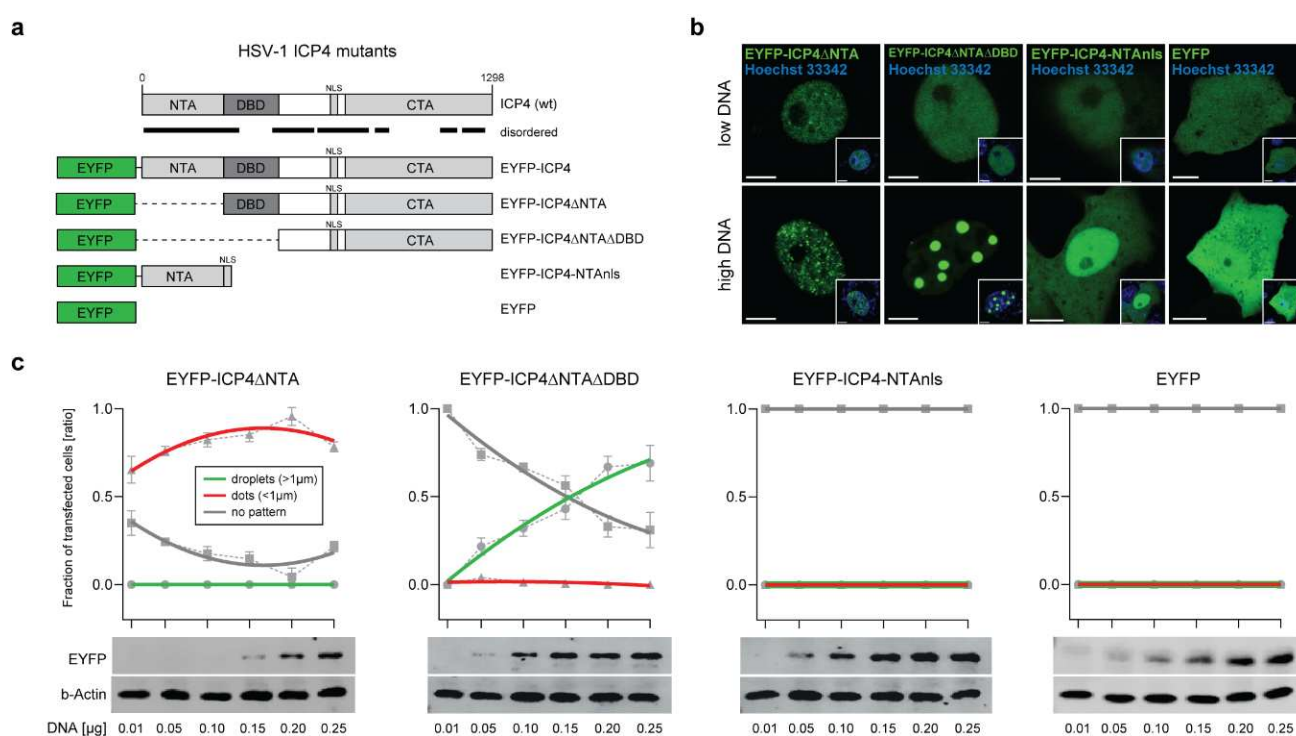 a
HSV-1 ICP4 mutants
0 1298
NLS
NTA DBD CTA ICP4 (wt)
disordered
NLS
EYFP NTA DBD CTA EYFP-ICP4
NLS
EYFP DBD CTA EYFP-ICP4ΔNTA
NLS
EYFP CTA EYFP-ICP4ΔNTAΔDBD
NLS
EYFP NTA EYFP-ICP4-NTAnls
EYFP EYFP
b
EYFP-ICP4ΔNTA EYFP-ICP4ΔNTAΔDBD EYFP-ICP4-NTAnls EYFP
Hoechst 33342 Hoechst 33342 Hoechst 33342 Hoechst 33342
low DNA
high DNA
c
EYFP-ICP4ΔNTA EYFP-ICP4ΔNTAΔDBD EYFP-ICP4-NTAnls EYFP
Fraction of transfected cells [ratio]
1.0 1.0 1.0 1.0
0.5 0.5 0.5 0.5
0.0 0.0 0.0 0.0
droplets (>1μm)
dots (<1μm)
no pattern
EYFP
b-Actin
DNA [μg] 0.01 0.05 0.10 0.15 0.20 0.25 0.01 0.05 0.10 0.15 0.20 0.25 0.01 0.05 0.10 0.15 0.20 0.25 0.01 0.05 0.10 0.15 0.20 0.25